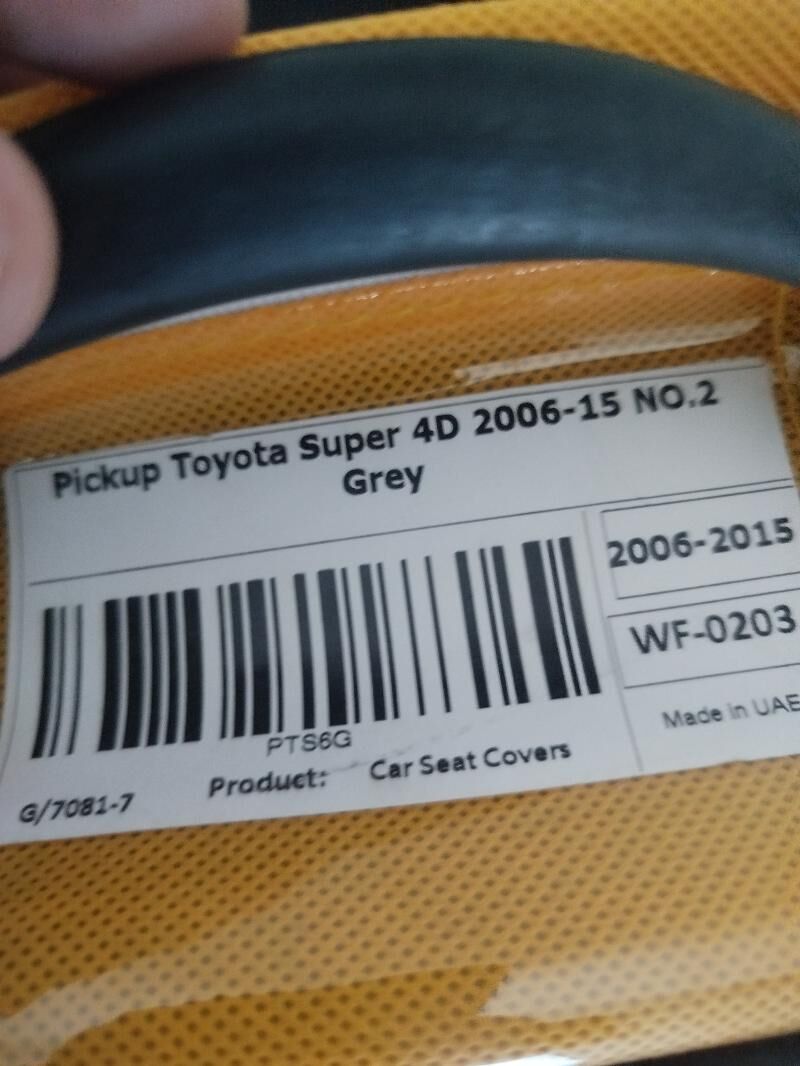 Pickup Toyota Super 4D 2006-15 NO.2
Grey
2006-2015
WF-0203
Made in UAE
PTS6G
Product: Car Seat Covers
G/7081-7